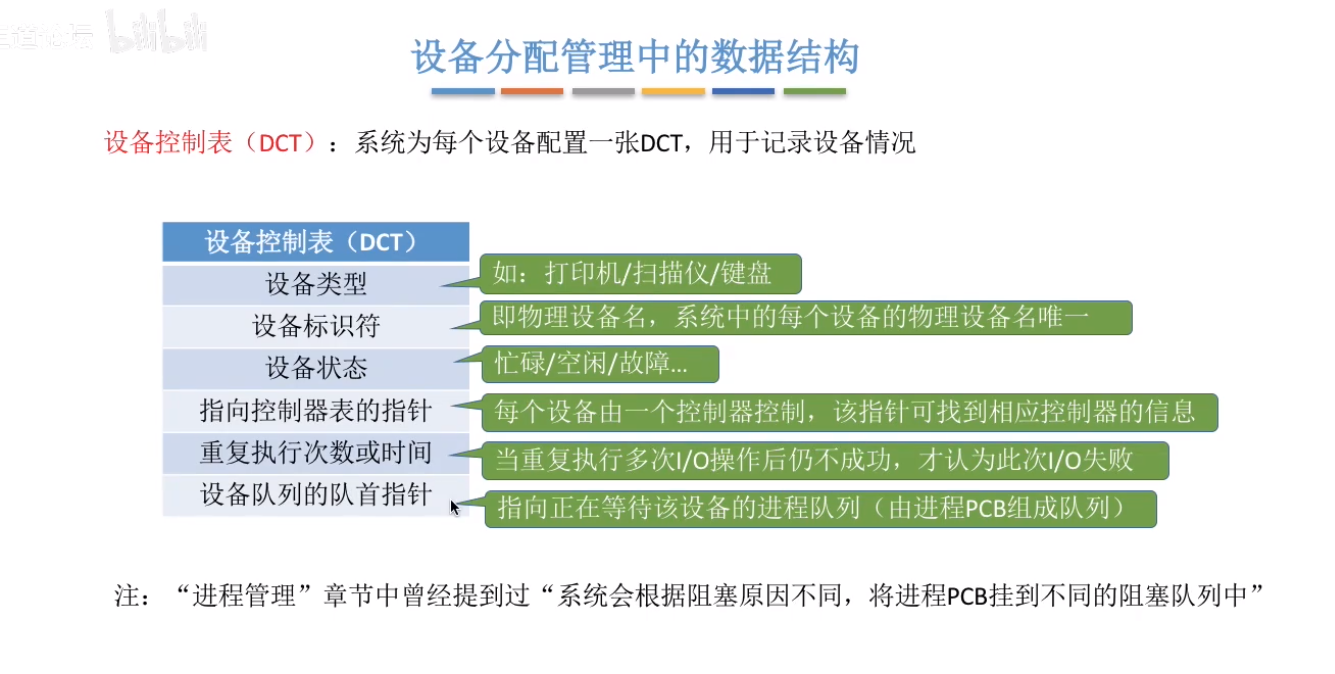 bilibili
设备分配管理中的数据结构
设备控制表（DCT）：系统为每个设备配置一张DCT，用于记录设备情况
设备控制表（DCT）
设备类型
如：打印机/扫描仪/键盘
设备标识符
即物理设备名，系统中的每个设备的物理设备名唯一
设备状态
忙碌/空闲/故障...
指向控制器表的指针
每个设备由一个控制器控制，该指针可找到相应控制器的信息
重复执行次数或时间
当重复执行多次I/O操作后仍不成功，才认为此次I/O失败
设备队列的队首指针
指向正在等待该设备的进程队列（由进程PCB组成队列）
注：“进程管理”章节中曾经提到过“系统会根据阻塞原因不同，将进程PCB挂到不同的阻塞队列中”